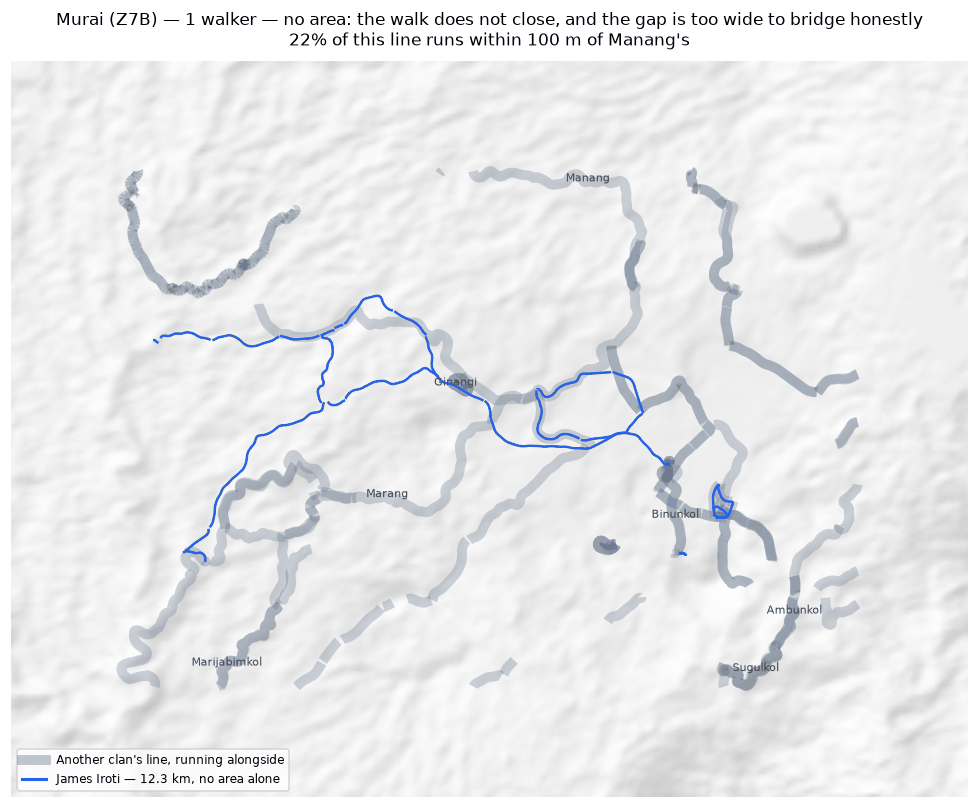 Murai (Z7B) — 1 walker — no area: the walk does not close, and the gap is too wide to bridge honestly
22% of this line runs within 100 m of Manang's
Manang
Ginangi
Marang
Binunkol
Ambunkol
Marijabimkol
Sugulkol
Another clan's line, running alongside
James Iroti — 12.3 km, no area alone